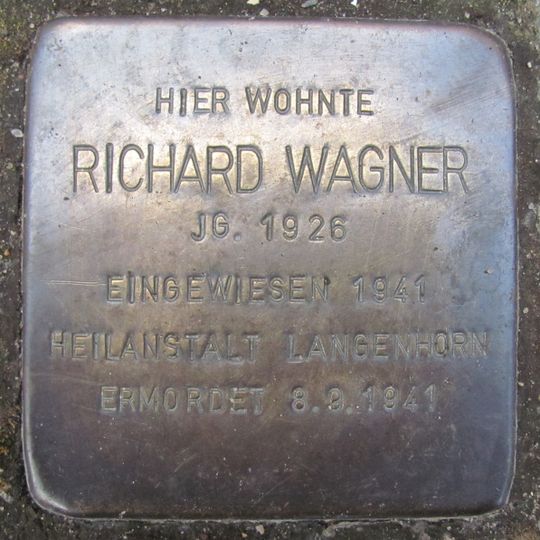 HIER WOHNTE
RICHARD WAGNER
JG. 1926
EINGEWIESEN 1941
HEILANSTALT LANGENHORN
ERMORDET 8.9.1941